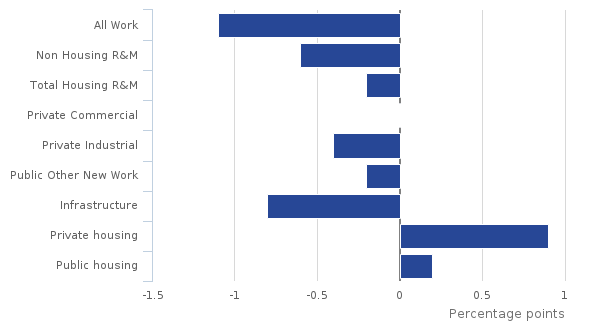 All Work
Non Housing R&M
Total Housing R&M
Private Commercial
Private Industrial
Public Other New Work
Infrastructure
Private housing
Public housing
-1.5 -1 -0.5 0 0.5 1
Percentage points